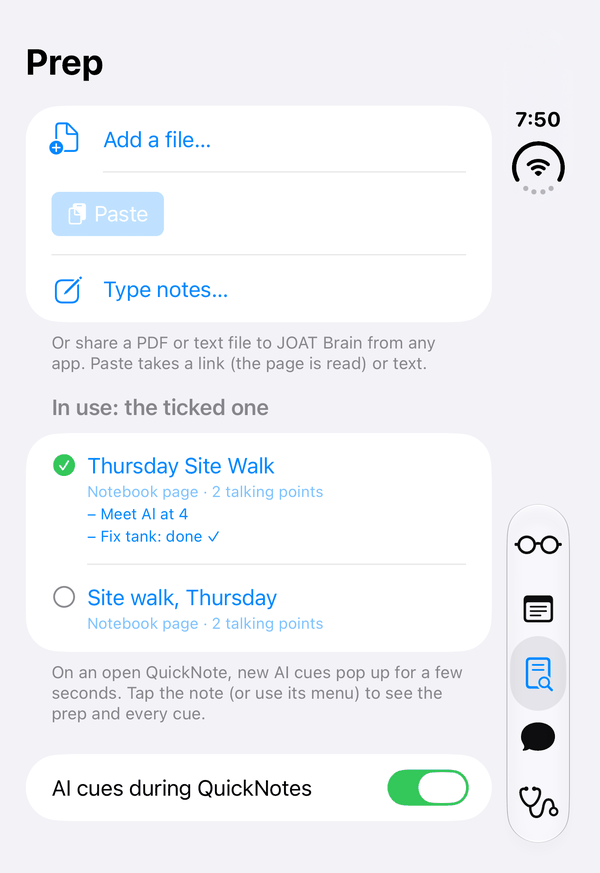 Prep
7:50
Add a file...
Paste
Type notes...
Or share a PDF or text file to JOAT Brain from any
app. Paste takes a link (the page is read) or text.
In use: the ticked one
Thursday Site Walk
Notebook page · 2 talking points
– Meet AI at 4
– Fix tank: done ✓
Site walk, Thursday
Notebook page · 2 talking points
On an open QuickNote, new AI cues pop up for a few
seconds. Tap the note (or use its menu) to see the
prep and every cue.
AI cues during QuickNotes